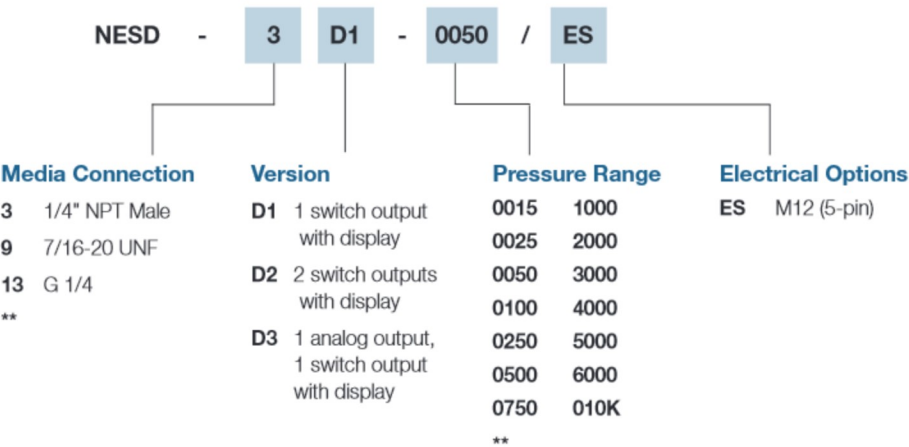 NESD - 3 D1 - 0050 / ES
Media Connection
3 1/4" NPT Male
9 7/16-20 UNF
13 G 1/4
**
Version
D1 1 switch output
with display
D2 2 switch outputs
with display
D3 1 analog output,
1 switch output
with display
Pressure Range
0015 1000
0025 2000
0050 3000
0100 4000
0250 5000
0500 6000
0750 010K
**
Electrical Options
ES M12 (5-pin)